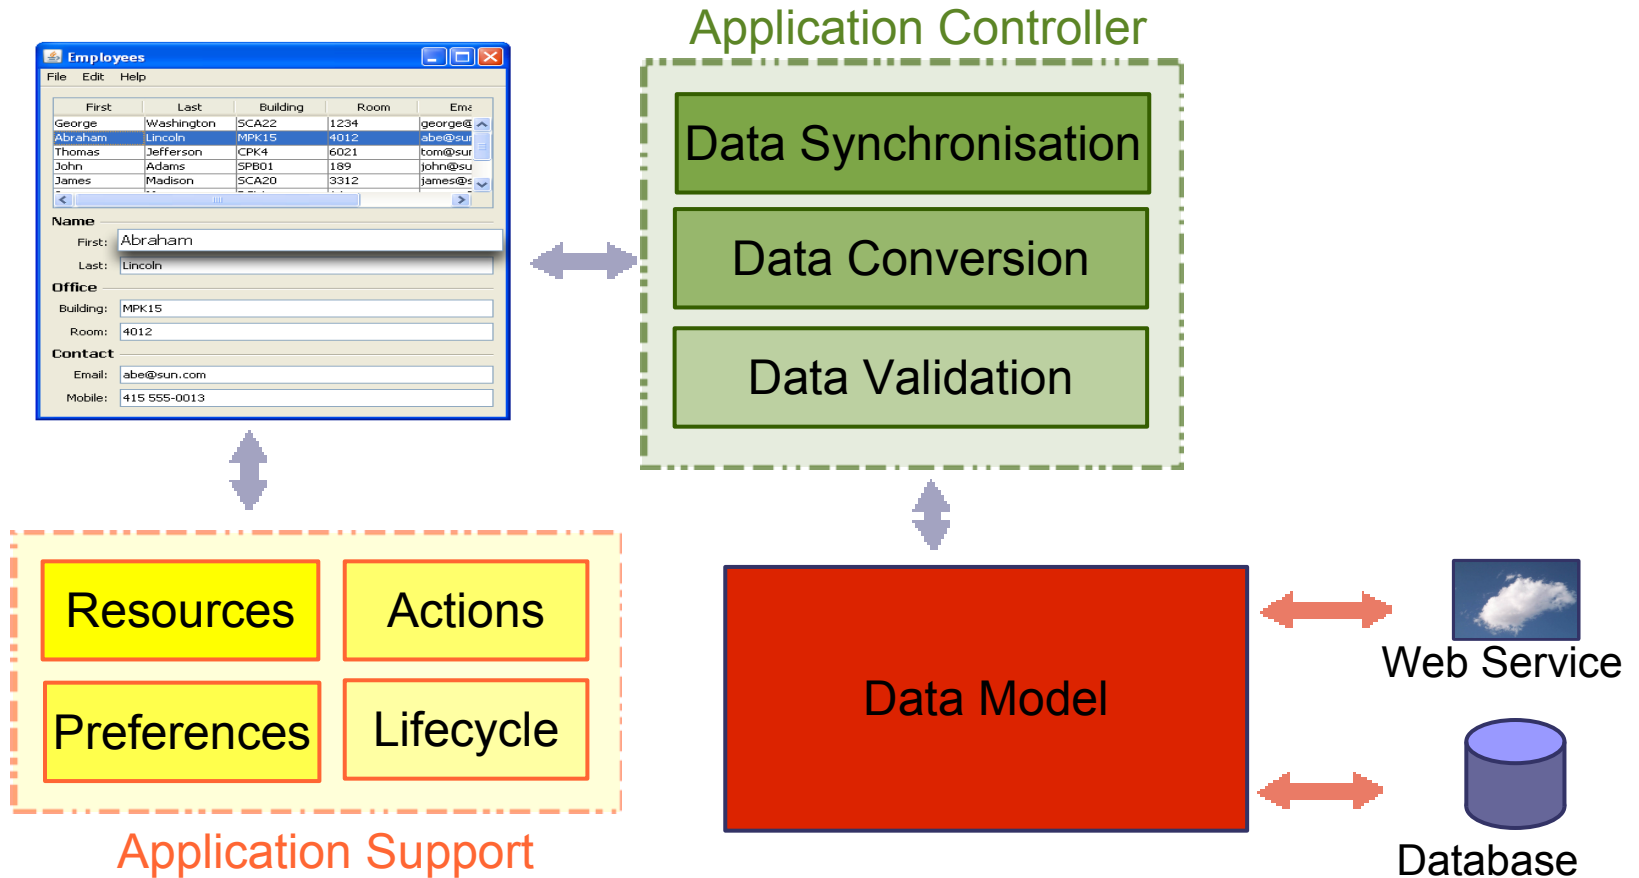 Application Controller
Employees
File Edit Help
First Last Building Room Ema
George Washington SCA22 1234 george@
Abraham Lincoln MPK15 4012 abe@sun
Thomas Jefferson CPK4 6021 tom@sur
John Adams SPB01 189 john@su
James Madison SCA20 3312 james@s
Name
First: Abraham
Last: Lincoln
Office
Building: MPK15
Room: 4012
Contact
Email: abe@sun.com
Mobile: 415 555-0013
Data Synchronisation
Data Conversion
Data Validation
Resources
Actions
Preferences
Lifecycle
Application Support
Data Model
Web Service
Database